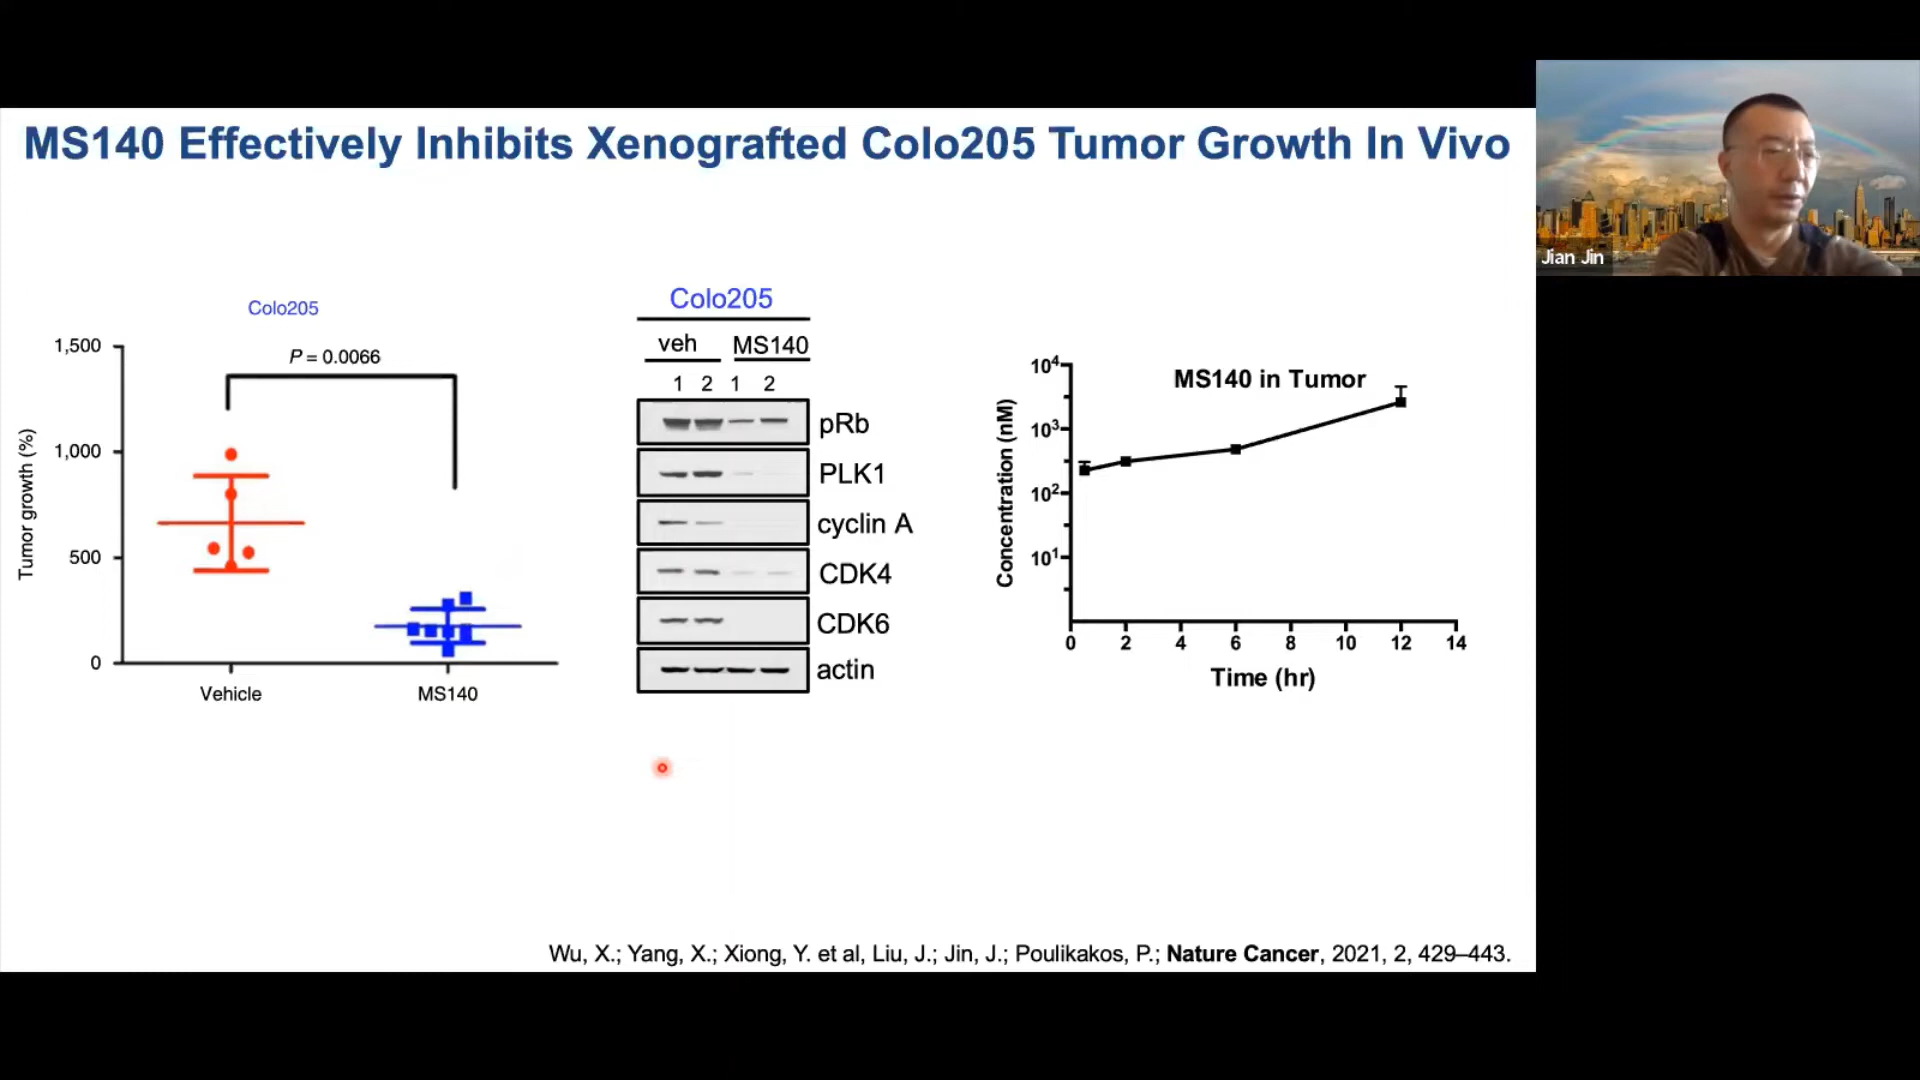 MS140 Effectively Inhibits Xenografted Colo205 Tumor Growth In Vivo
Jian Jin
Colo205
P = 0.0066
Tumor growth (%)
1,500
1,000
500
0
Vehicle
MS140
Colo205
veh
MS140
1 2 1 2
pRb
PLK1
cyclin A
CDK4
CDK6
actin
MS140 in Tumor
Concentration (nM)
10⁴
10³
10²
10¹
0 2 4 6 8 10 12 14
Time (hr)
Wu, X.; Yang, X.; Xiong, Y. et al, Liu, J.; Jin, J.; Poulikakos, P.; Nature Cancer, 2021, 2, 429–443.